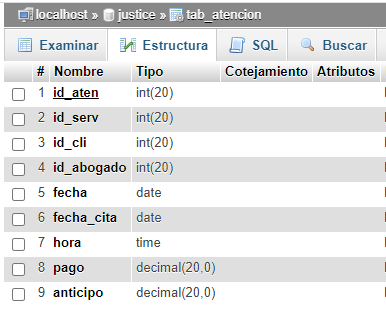 localhost » justice » tab_atencion
Examinar Estructura SQL Buscar
# Nombre Tipo Cotejamiento Atributos
1 id_aten int(20)
2 id_serv int(20)
3 id_cli int(20)
4 id_abogado int(20)
5 fecha date
6 fecha_cita date
7 hora time
8 pago decimal(20,0)
9 anticipo decimal(20,0)